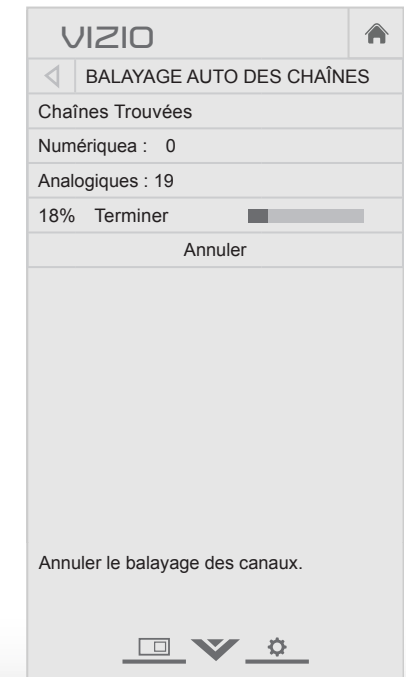 VIZIO
BALAYAGE AUTO DES CHAÎNES
Chaînes Trouvées
Numériquea : 0
Analogiques : 19
18% Terminer
Annuler
Annuler le balayage des canaux.